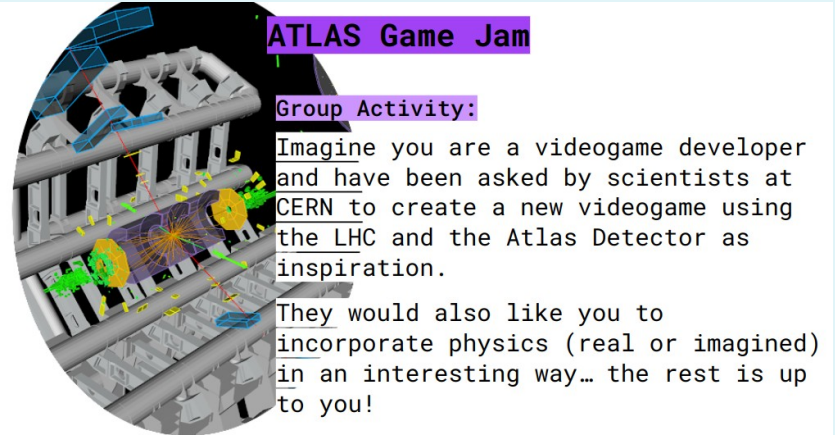 ATLAS Game Jam
Group Activity:
Imagine you are a videogame developer
and have been asked by scientists at
CERN to create a new videogame using
the LHC and the Atlas Detector as
inspiration.
They would also like you to
incorporate physics (real or imagined)
in an interesting way… the rest is up
to you!